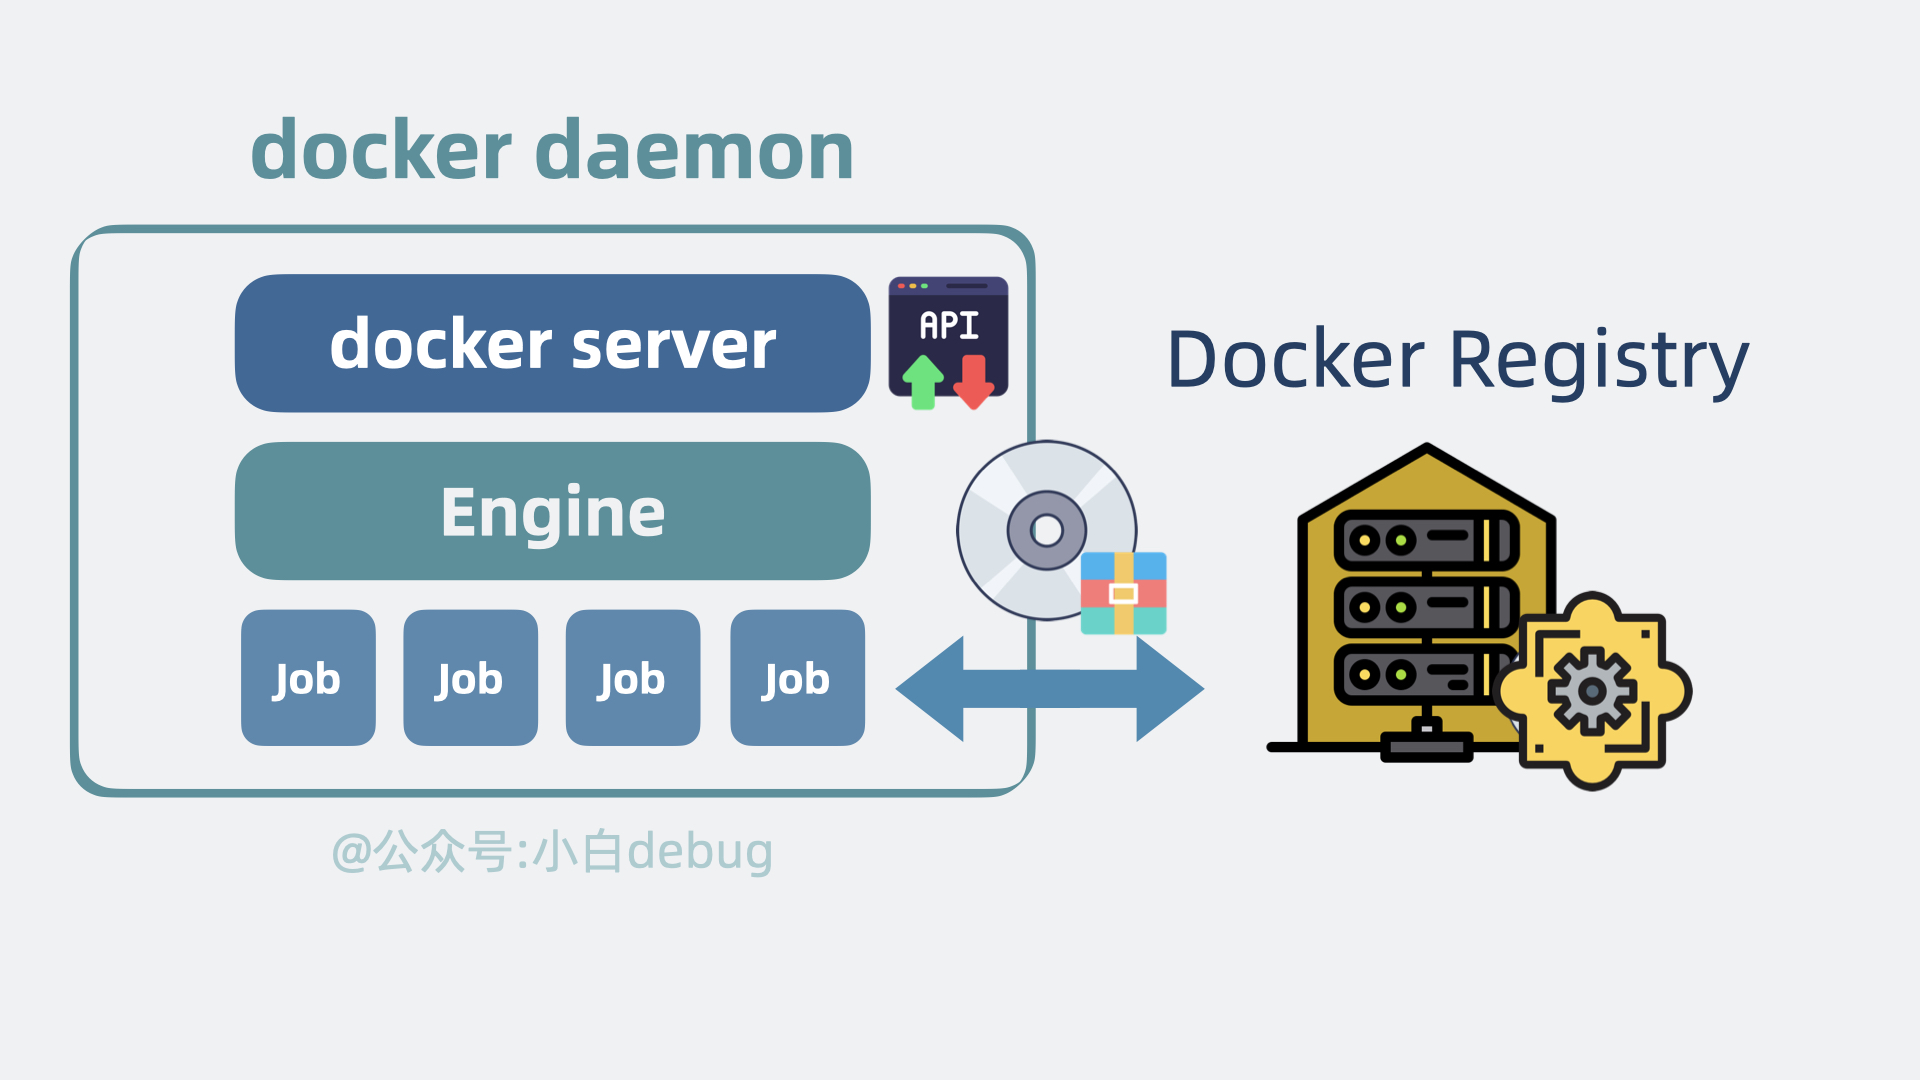 docker daemon
docker server
API
Docker Registry
Engine
Job Job Job Job
@公众号:小白debug